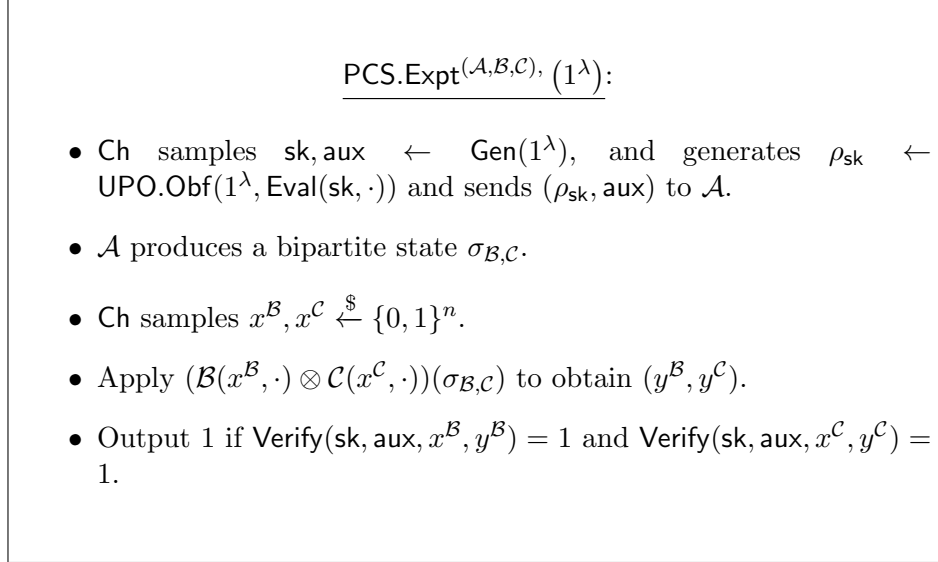 PCS.Expt^{(𝒜,ℬ,𝒞),} (1^λ):
• Ch samples sk, aux ← Gen(1^λ), and generates ρ_sk ←
UPO.Obf(1^λ, Eval(sk, ·)) and sends (ρ_sk, aux) to 𝒜.
• 𝒜 produces a bipartite state σ_{ℬ,𝒞}.
• Ch samples x^ℬ, x^𝒞 ←^$ {0, 1}^n.
• Apply (ℬ(x^ℬ, ·) ⊗ 𝒞(x^𝒞, ·))(σ_{ℬ,𝒞}) to obtain (y^ℬ, y^𝒞).
• Output 1 if Verify(sk, aux, x^ℬ, y^ℬ) = 1 and Verify(sk, aux, x^𝒞, y^𝒞) =
1.